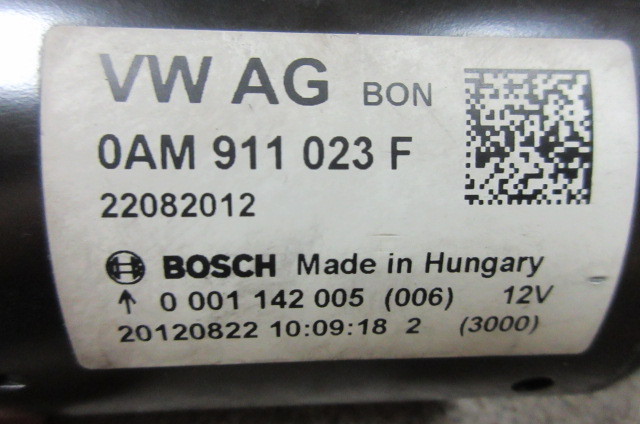 VW AG BON
0AM 911 023 F
22082012
BOSCH Made in Hungary
↑ 0 001 142 005 (006) 12V
20120822 10:09:18 2 (3000)